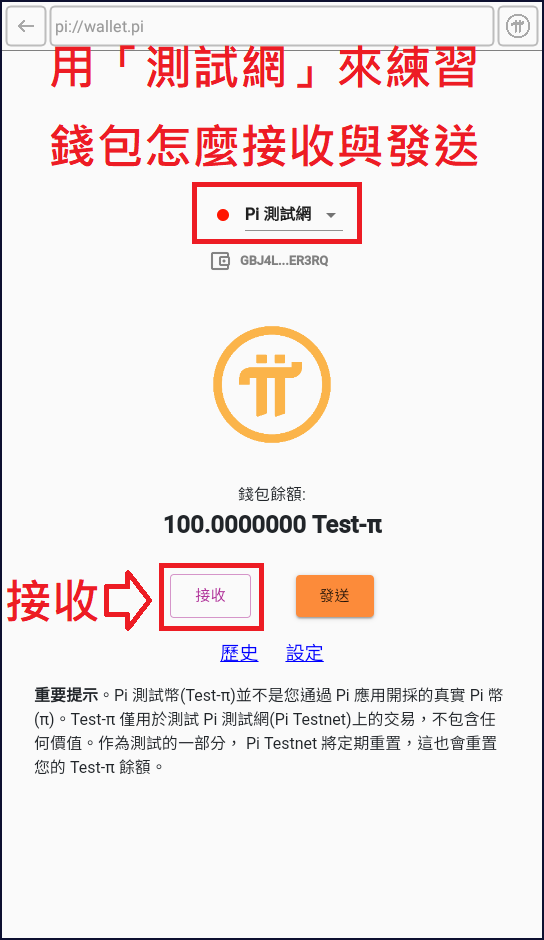 pi://wallet.pi
用「測試網」來練習
錢包怎麼接收與發送
Pi 測試網
GBJ4L...ER3RQ
錢包餘額:
100.0000000 Test-π
接收
接收
發送
歷史 設定
重要提示。Pi 測試幣(Test-π)並不是您通過 Pi 應用開採的真實 Pi 幣
(π)。Test-π 僅用於測試 Pi 測試網(Pi Testnet)上的交易，不包含任
何價值。作為測試的一部分， Pi Testnet 將定期重置，這也會重置
您的 Test-π 餘額。